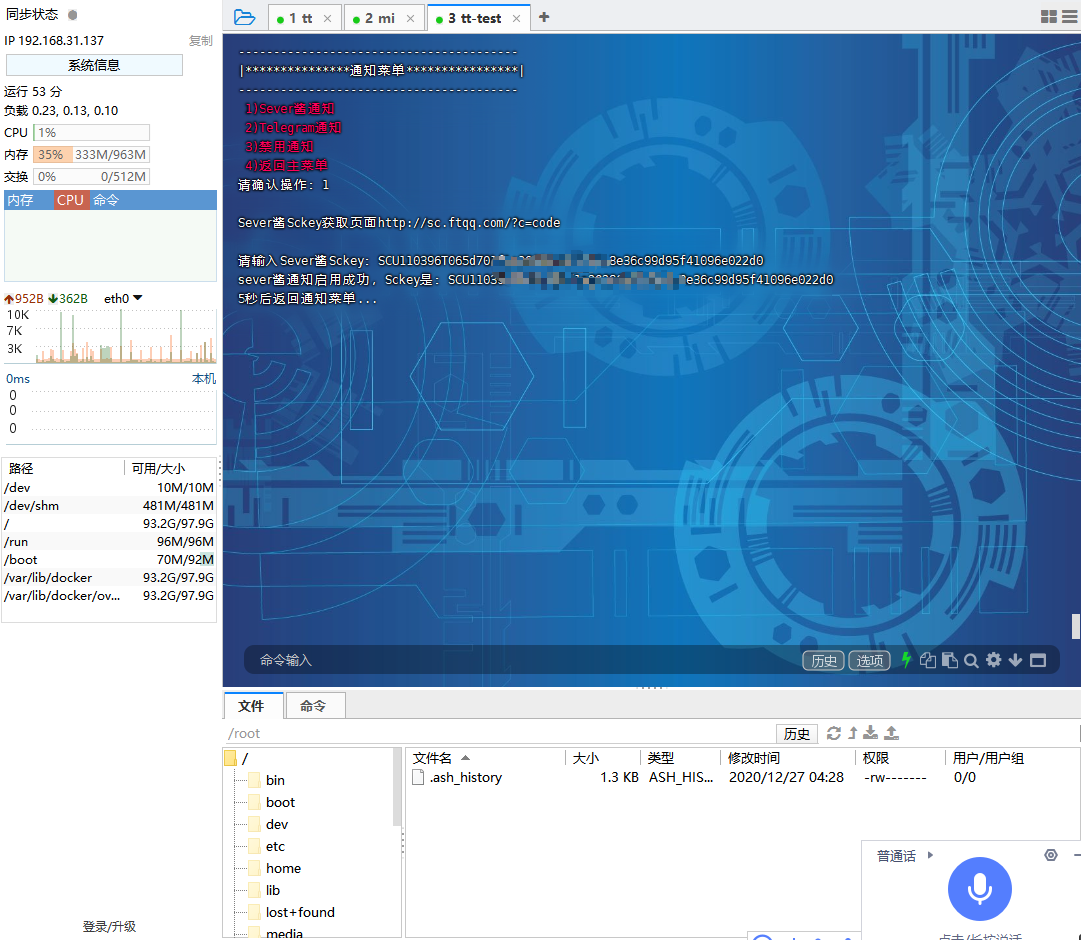 同步状态
IP 192.168.31.137 复制
系统信息
运行 53 分
负载 0.23, 0.13, 0.10
CPU 1%
内存 35% 333M/963M
交换 0% 0/512M
内存 CPU 命令
952B 362B eth0
10K
7K
3K
0ms 本机
0
0
0
路径 可用/大小
/dev 10M/10M
/dev/shm 481M/481M
/ 93.2G/97.9G
/run 96M/96M
/boot 70M/92M
/var/lib/docker 93.2G/97.9G
/var/lib/docker/ov... 93.2G/97.9G
登录/升级
1 tt × 2 mi × 3 tt-test × +
----------------------------------------
|***************通知菜单****************|
----------------------------------------
1)Sever酱通知
2)Telegram通知
3)禁用通知
4)返回主菜单
请确认操作: 1
Sever酱Sckey获取页面http://sc.ftqq.com/?c=code
请输入Sever酱Sckey: SCU110396T065d70 8e36c99d95f41096e022d0
sever酱通知启用成功, Sckey是: SCU1103 e36c99d95f41096e022d0
5秒后返回通知菜单...
命令输入 历史 选项
文件 命令
/root 历史
/
bin
boot
dev
etc
home
lib
lost+found
media
文件名 大小 类型 修改时间 权限 用户/用户组
.ash_history 1.3 KB ASH_HIS... 2020/12/27 04:28 -rw------- 0/0
普通话
点击/长按说话